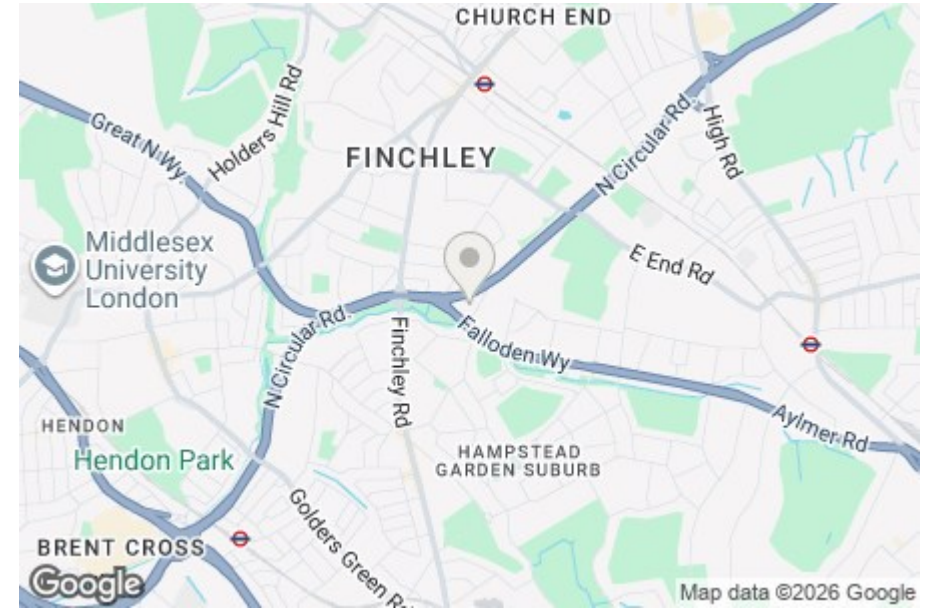 CHURCH END
Great N Wy.
Holders Hill Rd
FINCHLEY
N Circular Rd.
High Rd
Middlesex
University
London
E End Rd
N Circular Rd.
Finchley Rd
Falloden Wy
Aylmer Rd
HENDON
Hendon Park
HAMPSTEAD
GARDEN SUBURB
Golders Green Rd
BRENT CROSS
Google
Map data ©2026 Google